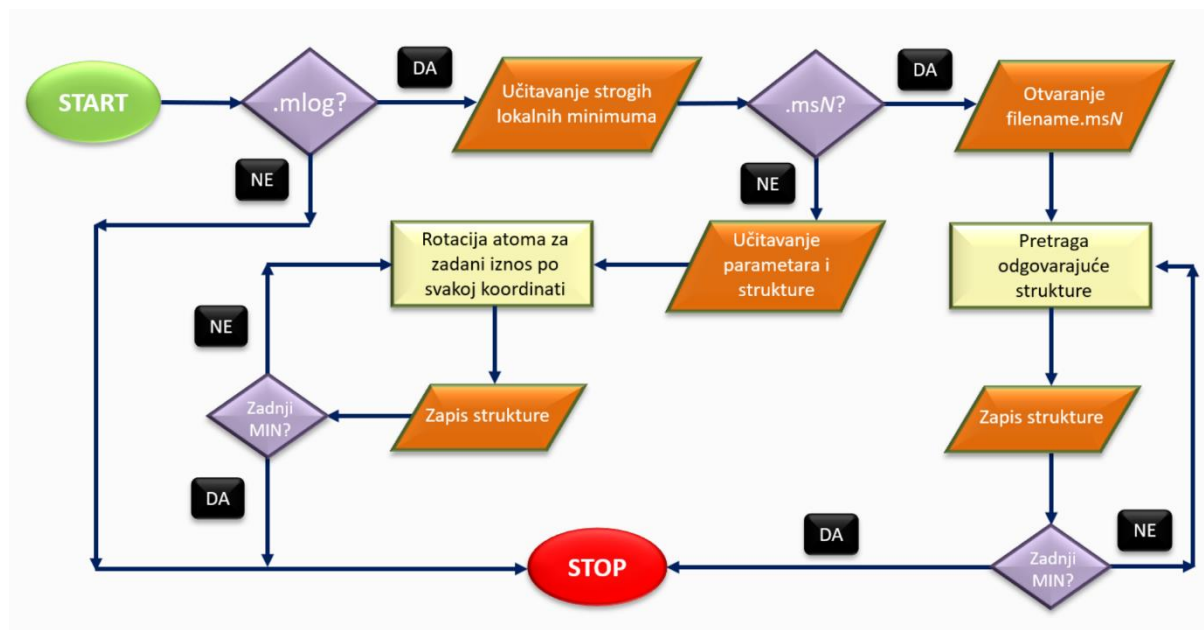 START
.mlog?
DA
Učitavanje strogih
lokalnih minimuma
.msN?
DA
Otvaranje
filename.msN
NE
NE
Rotacija atoma za
zadani iznos po
svakoj koordinati
Učitavanje
parametara i
strukture
Pretraga
odgovarajuće
strukture
NE
Zadnji
MIN?
Zapis strukture
Zapis strukture
DA
STOP
DA
Zadnji
MIN?
NE